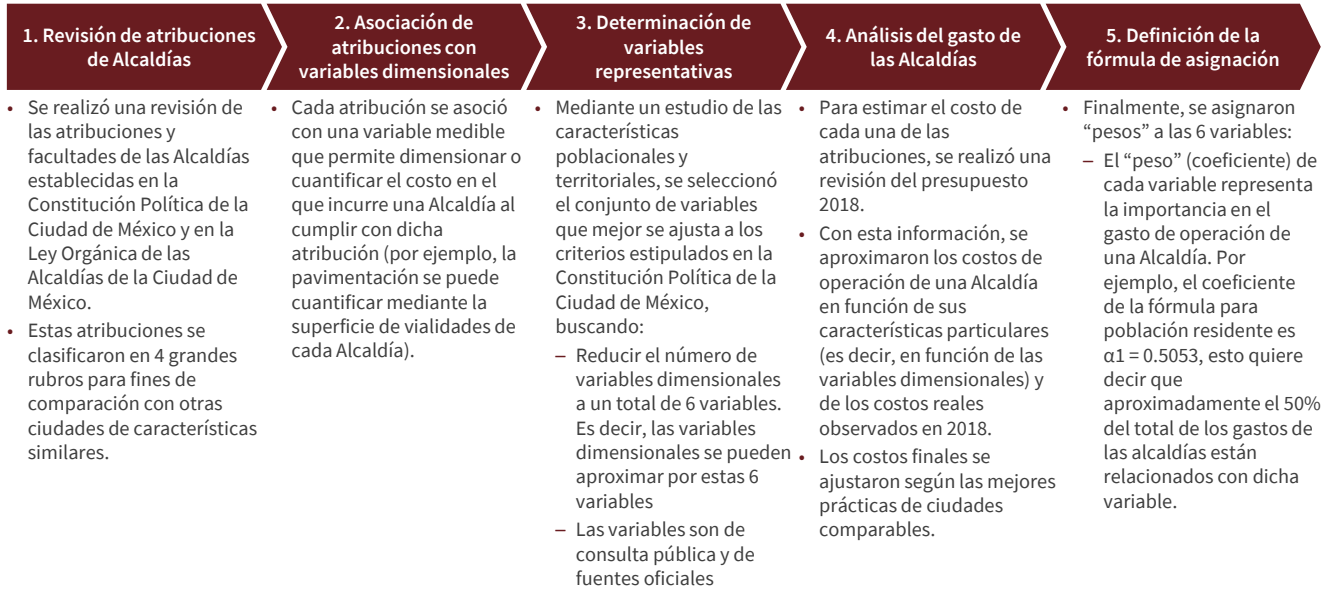 1. Revisión de atribuciones
de Alcaldías
2. Asociación de
atribuciones con
variables dimensionales
3. Determinación de
variables
representativas
4. Análisis del gasto de
las Alcaldías
5. Definición de la
fórmula de asignación
• Se realizó una revisión de
las atribuciones y
facultades de las Alcaldías
establecidas en la
Constitución Política de la
Ciudad de México y en la
Ley Orgánica de las
Alcaldías de la Ciudad de
México.
• Estas atribuciones se
clasificaron en 4 grandes
rubros para fines de
comparación con otras
ciudades de características
similares.
• Cada atribución se asoció
con una variable medible
que permite dimensionar o
cuantificar el costo en el
que incurre una Alcaldía al
cumplir con dicha
atribución (por ejemplo, la
pavimentación se puede
cuantificar mediante la
superficie de vialidades de
cada Alcaldía).
• Mediante un estudio de las
características
poblacionales y
territoriales, se seleccionó
el conjunto de variables
que mejor se ajusta a los
criterios estipulados en la
Constitución Política de la
Ciudad de México,
buscando:
– Reducir el número de
variables dimensionales
a un total de 6 variables.
Es decir, las variables
dimensionales se pueden
aproximar por estas 6
variables
– Las variables son de
consulta pública y de
fuentes oficiales
• Para estimar el costo de
cada una de las
atribuciones, se realizó una
revisión del presupuesto
2018.
• Con esta información, se
aproximaron los costos de
operación de una Alcaldía
en función de sus
características particulares
(es decir, en función de las
variables dimensionales) y
de los costos reales
observados en 2018.
• Los costos finales se
ajustaron según las mejores
prácticas de ciudades
comparables.
• Finalmente, se asignaron
“pesos” a las 6 variables:
– El “peso” (coeficiente) de
cada variable representa
la importancia en el
gasto de operación de
una Alcaldía. Por
ejemplo, el coeficiente
de la fórmula para
población residente es
α1 = 0.5053, esto quiere
decir que
aproximadamente el 50%
del total de los gastos de
las alcaldías están
relacionados con dicha
variable.